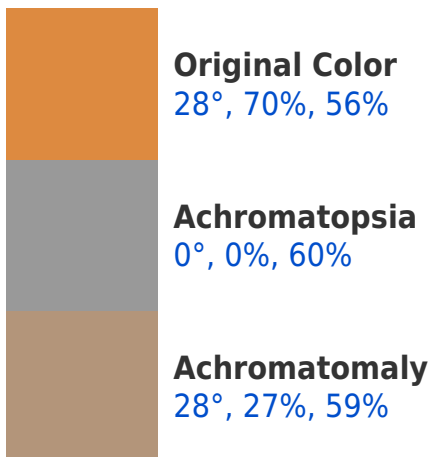 Original Color
28°, 70%, 56%
Achromatopsia
0°, 0%, 60%
Achromatomaly
28°, 27%, 59%